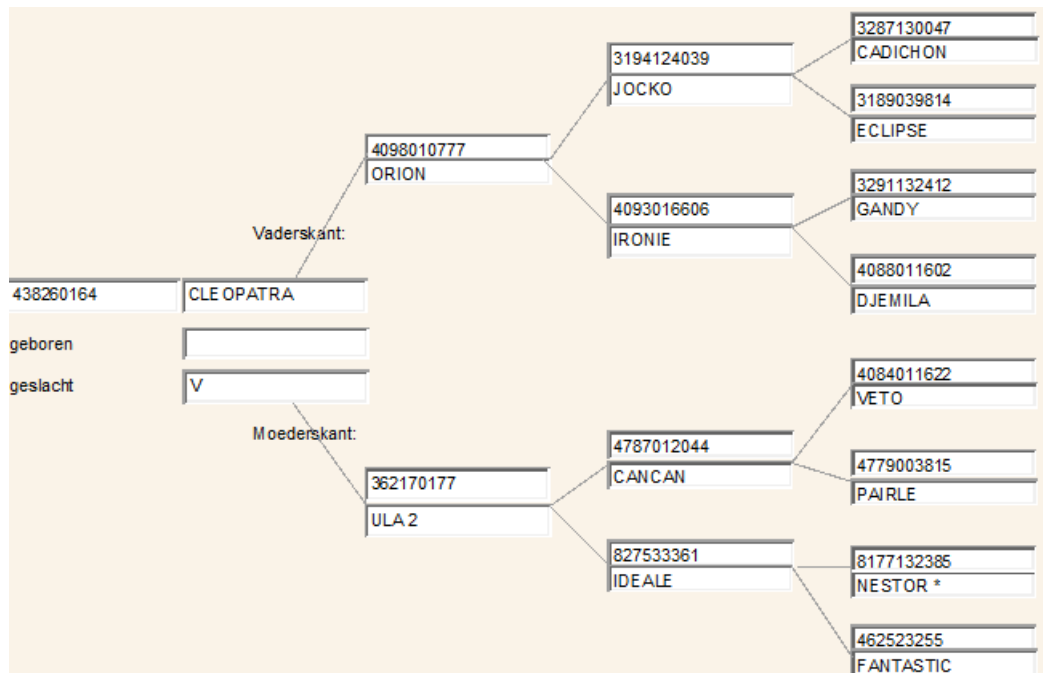 3287130047
CADICHON
3194124039
JOCKO
3189039814
ECLIPSE
4098010777
ORION
3291132412
GANDY
4093016606
IRONIE
Vaderskant:
4088011602
DJEMILA
438260164
CLEOPATRA
geboren
geslacht
V
4084011622
VETO
Moederskant:
4787012044
CANCAN
4779003815
PAIRLE
362170177
ULA 2
827533361
IDEALE
8177132385
NESTOR *
462523255
FANTASTIC